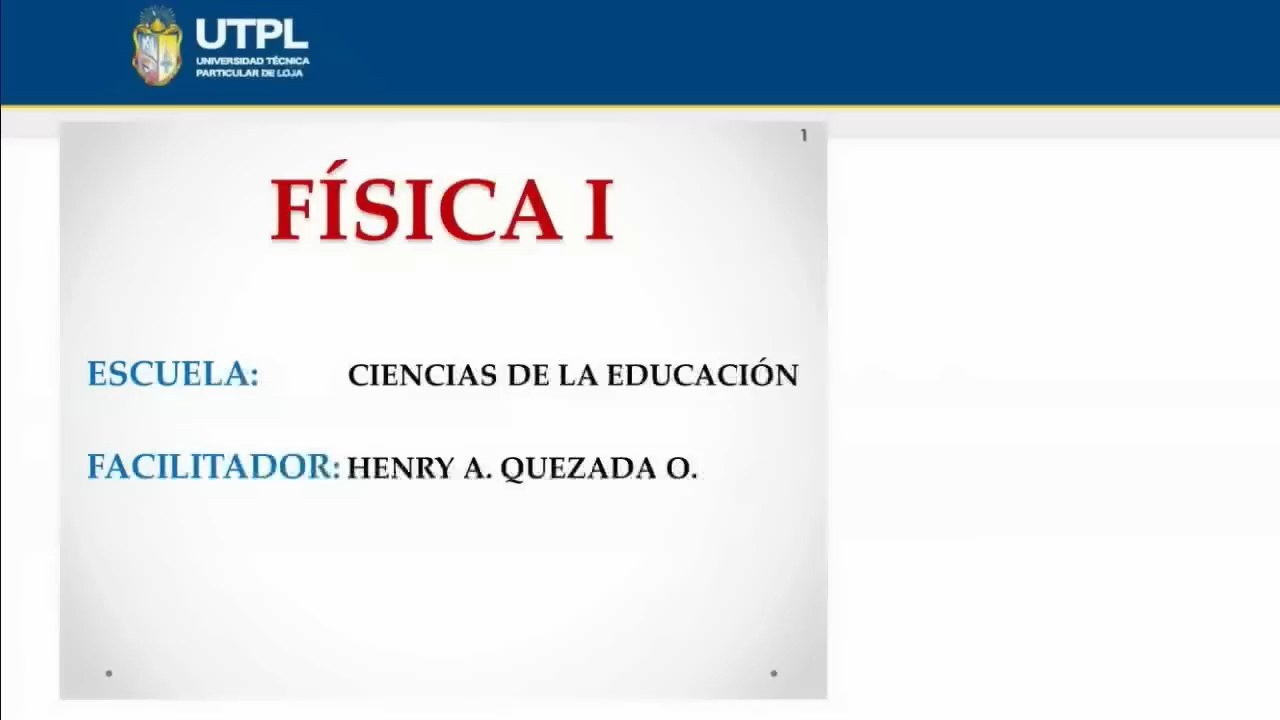 UTPL
UNIVERSIDAD TÉCNICA
PARTICULAR DE LOJA
1
FÍSICA I
ESCUELA: CIENCIAS DE LA EDUCACIÓN
FACILITADOR: HENRY A. QUEZADA O.